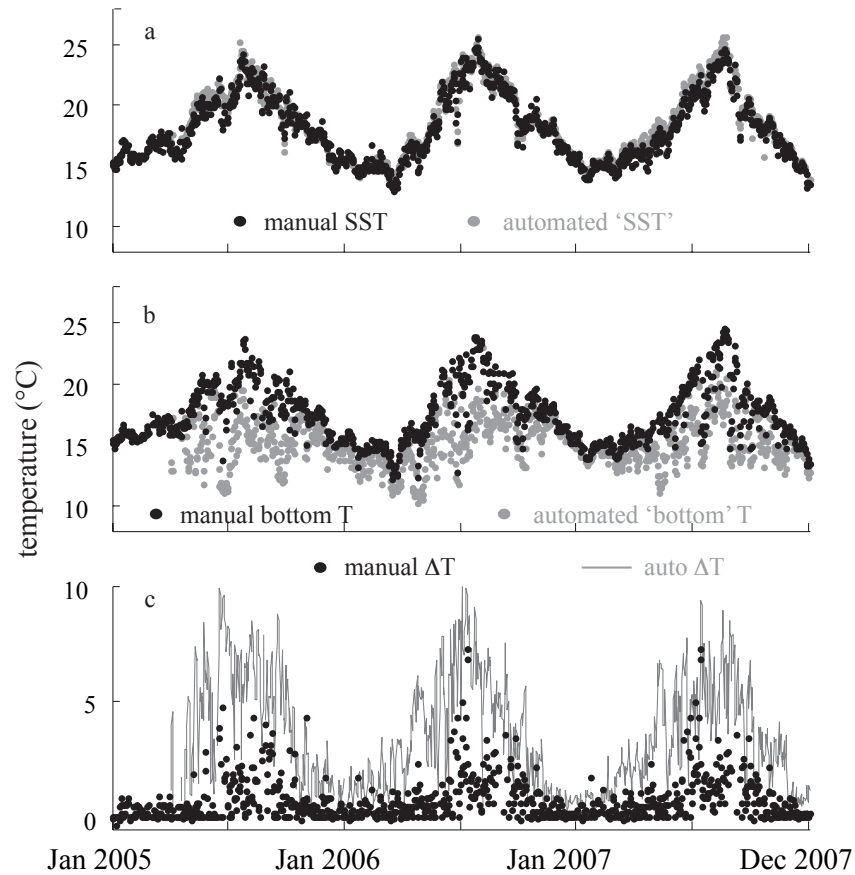 a
25
20
15
10
manual SST
automated ‘SST’
b
25
20
15
10
manual bottom T
automated ‘bottom’ T
temperature (°C)
manual ΔT
auto ΔT
c
10
5
0
Jan 2005
Jan 2006
Jan 2007
Dec 2007